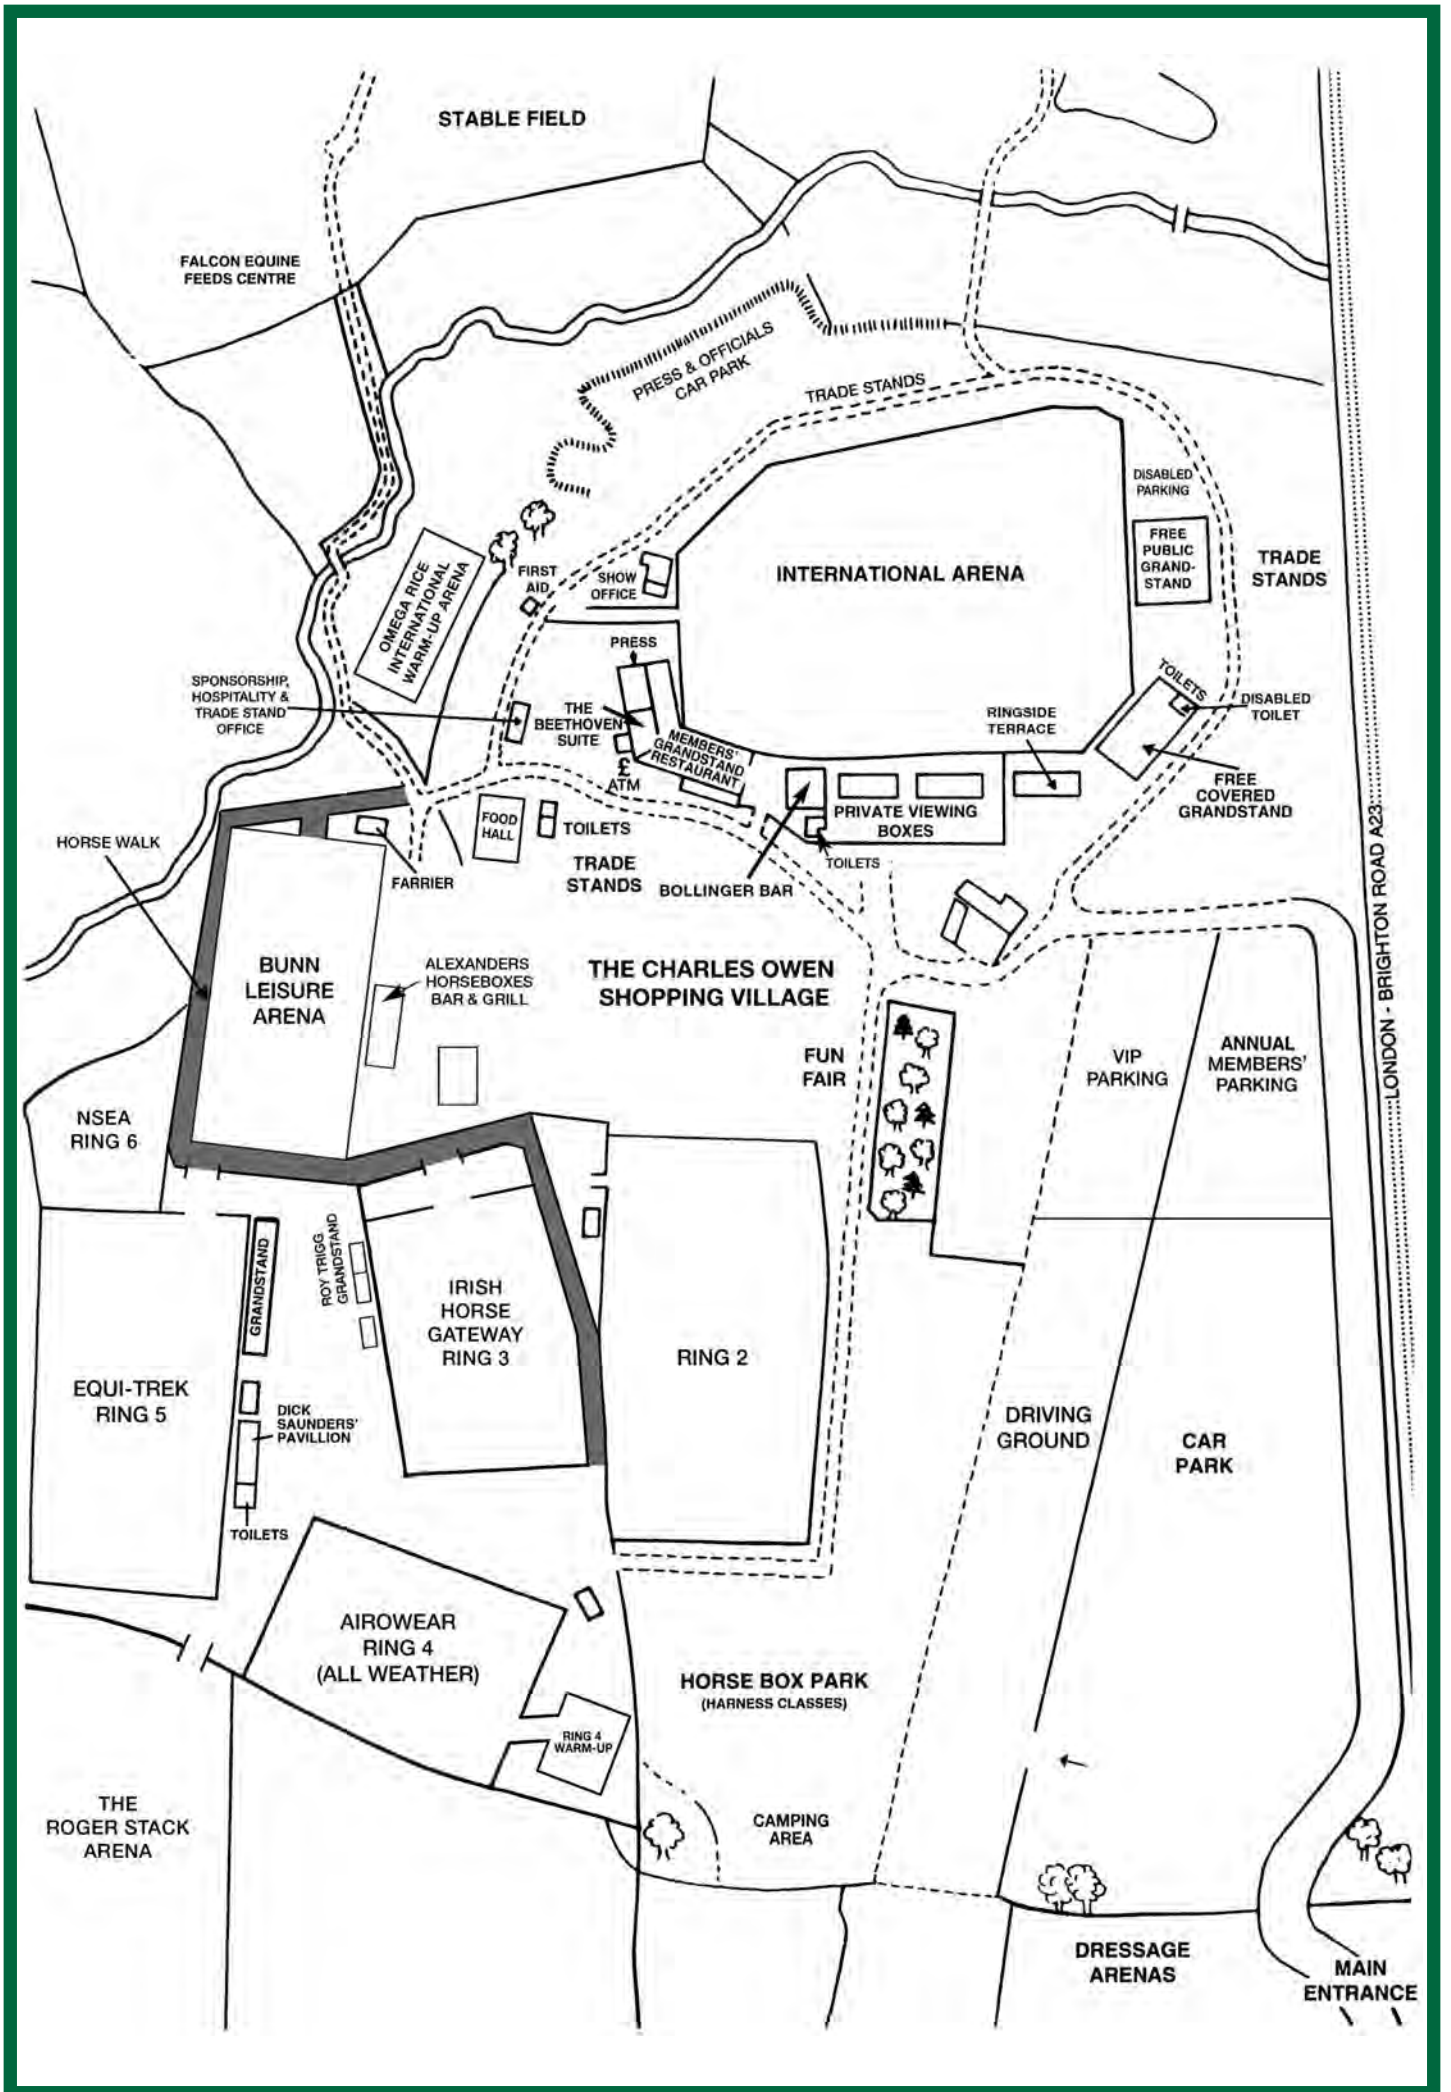 STABLE FIELD
FALCON EQUINE
FEEDS CENTRE
PRESS & OFFICIALS
CAR PARK
TRADE STANDS
DISABLED
PARKING
FREE
PUBLIC
GRAND-
STAND
TRADE
STANDS
INTERNATIONAL ARENA
OMEGA RICE
INTERNATIONAL
WARM-UP ARENA
FIRST
AID
SHOW
OFFICE
PRESS
SPONSORSHIP,
HOSPITALITY &
TRADE STAND
OFFICE
THE
BEETHOVEN
SUITE
MEMBERS'
GRANDSTAND
RESTAURANT
£
ATM
RINGSIDE
TERRACE
TOILETS
DISABLED
TOILET
FREE
COVERED
GRANDSTAND
PRIVATE VIEWING
BOXES
TOILETS
BOLLINGER BAR
FOOD
HALL
TOILETS
TRADE
STANDS
HORSE WALK
FARRIER
LONDON - BRIGHTON ROAD A23
BUNN
LEISURE
ARENA
ALEXANDERS
HORSEBOXES
BAR & GRILL
THE CHARLES OWEN
SHOPPING VILLAGE
FUN
FAIR
VIP
PARKING
ANNUAL
MEMBERS'
PARKING
NSEA
RING 6
GRANDSTAND
ROY TRIGG
GRANDSTAND
IRISH
HORSE
GATEWAY
RING 3
RING 2
EQUI-TREK
RING 5
DICK
SAUNDERS'
PAVILLION
TOILETS
DRIVING
GROUND
CAR
PARK
AIROWEAR
RING 4
(ALL WEATHER)
HORSE BOX PARK
(HARNESS CLASSES)
RING 4
WARM-UP
THE
ROGER STACK
ARENA
CAMPING
AREA
DRESSAGE
ARENAS
MAIN
ENTRANCE